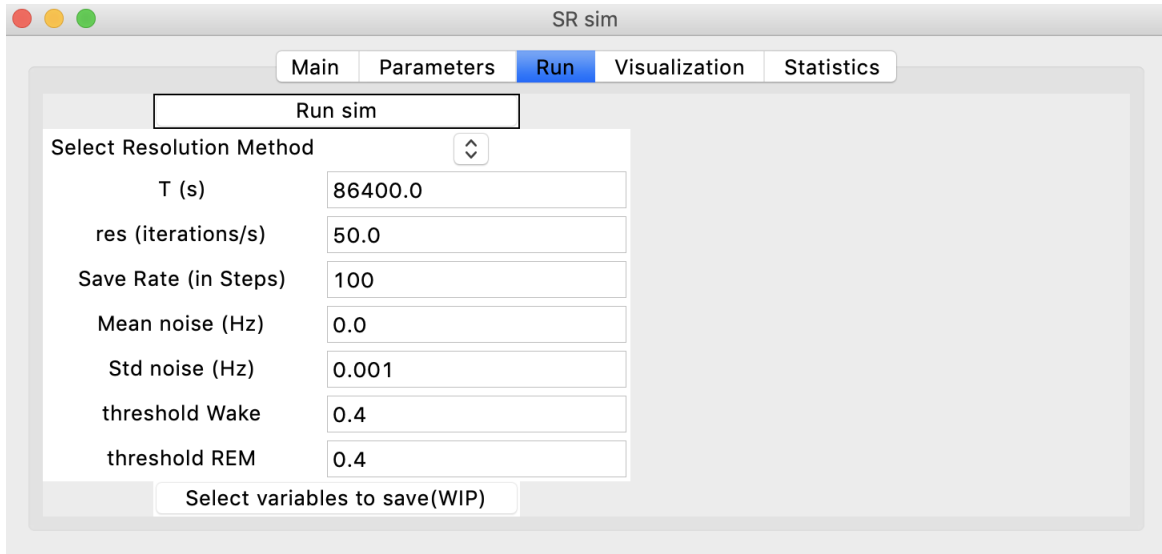 SR sim
Main Parameters Run Visualization Statistics
Run sim
Select Resolution Method
T (s) 86400.0
res (iterations/s) 50.0
Save Rate (in Steps) 100
Mean noise (Hz) 0.0
Std noise (Hz) 0.001
threshold Wake 0.4
threshold REM 0.4
Select variables to save(WIP)